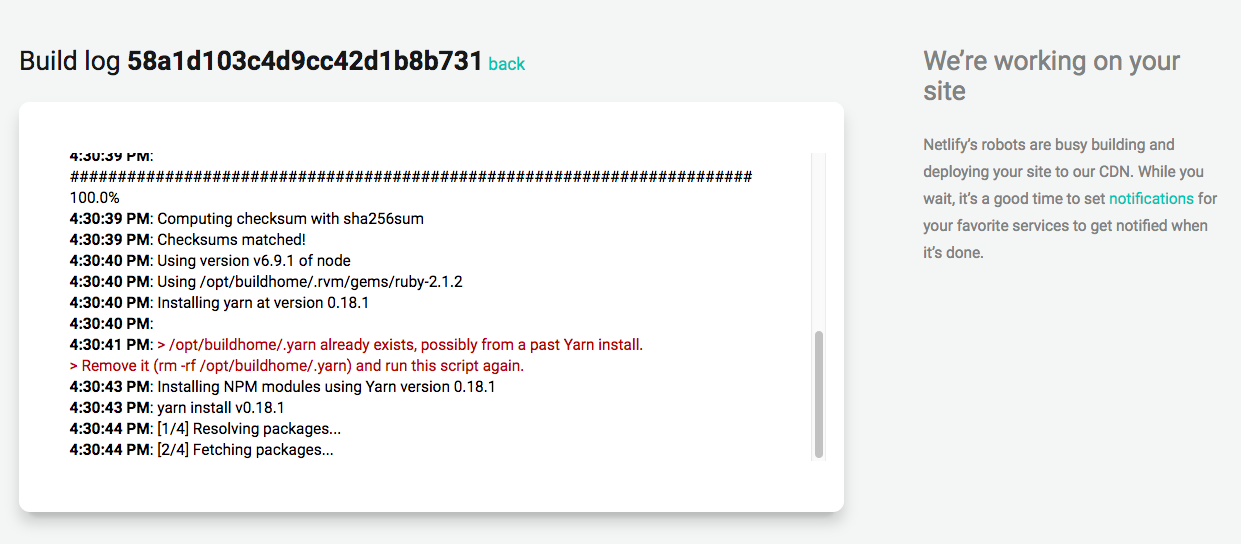 Build log 58a1d103c4d9cc42d1b8b731 back
4:30:39 PM:
########################################################################
100.0%
4:30:39 PM: Computing checksum with sha256sum
4:30:39 PM: Checksums matched!
4:30:40 PM: Using version v6.9.1 of node
4:30:40 PM: Using /opt/buildhome/.rvm/gems/ruby-2.1.2
4:30:40 PM: Installing yarn at version 0.18.1
4:30:40 PM:
4:30:41 PM: > /opt/buildhome/.yarn already exists, possibly from a past Yarn install.
> Remove it (rm -rf /opt/buildhome/.yarn) and run this script again.
4:30:43 PM: Installing NPM modules using Yarn version 0.18.1
4:30:43 PM: yarn install v0.18.1
4:30:44 PM: [1/4] Resolving packages...
4:30:44 PM: [2/4] Fetching packages...
We’re working on your
site
Netlify’s robots are busy building and
deploying your site to our CDN. While you
wait, it’s a good time to set notifications for
your favorite services to get notified when
it’s done.